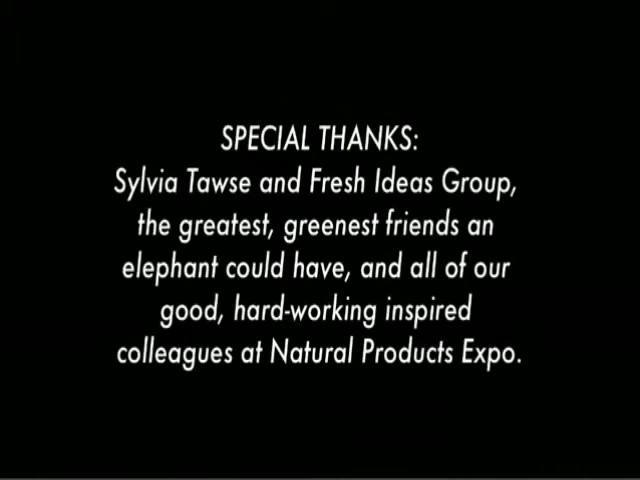 SPECIAL THANKS:
Sylvia Tawse and Fresh Ideas Group,
the greatest, greenest friends an
elephant could have, and all of our
good, hard-working inspired
colleagues at Natural Products Expo.